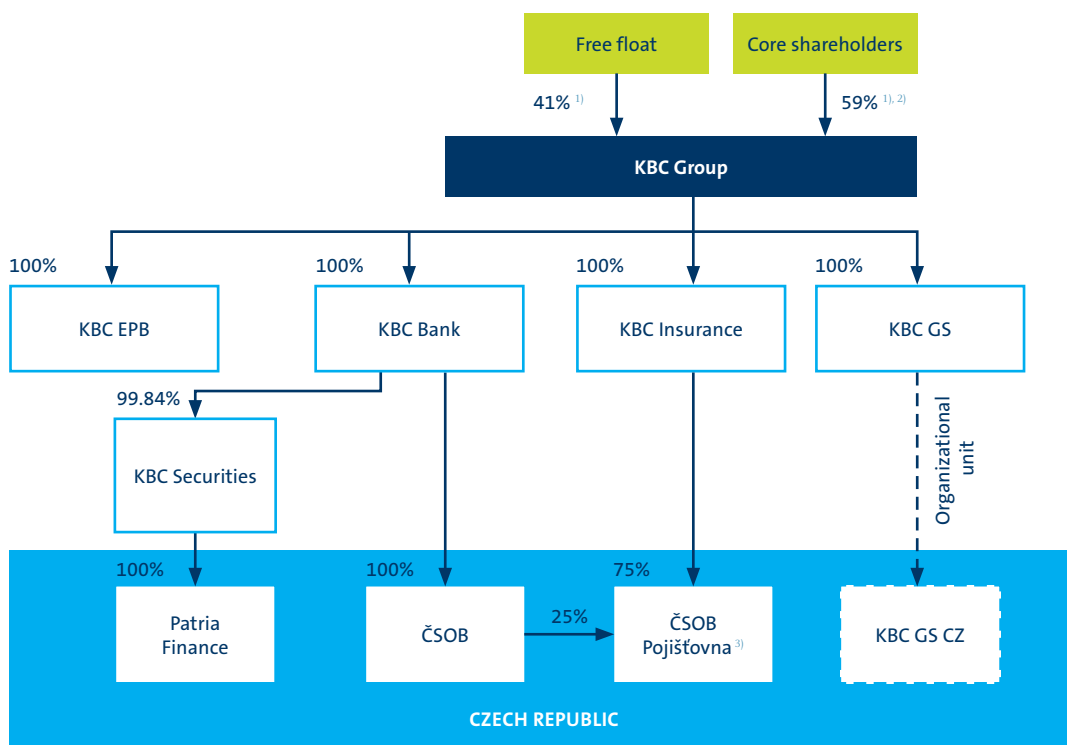 Free float
Core shareholders
41% 1)
59% 1), 2)
KBC Group
100%
100%
100%
100%
KBC EPB
KBC Bank
KBC Insurance
KBC GS
99.84%
KBC Securities
Organizational
unit
100%
100%
75%
Patria
Finance
ČSOB
25%
ČSOB
Pojišťovna 3)
KBC GS CZ
CZECH REPUBLIC